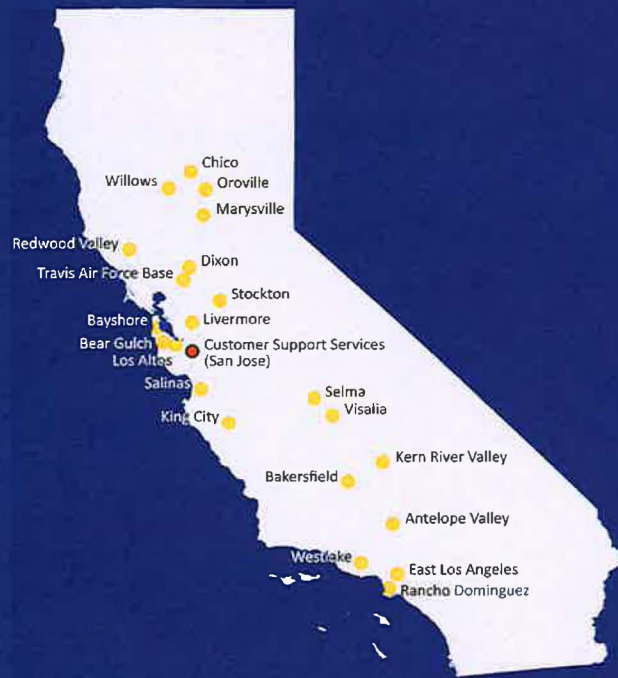 Chico
Willows
Oroville
Marysville
Redwood Valley
Dixon
Travis Air Force Base
Stockton
Bayshore
Livermore
Bear Gulch
Customer Support Services
(San Jose)
Los Altos
Salinas
Selma
Visalia
King City
Kern River Valley
Bakersfield
Antelope Valley
Westlake
East Los Angeles
Rancho Dominguez